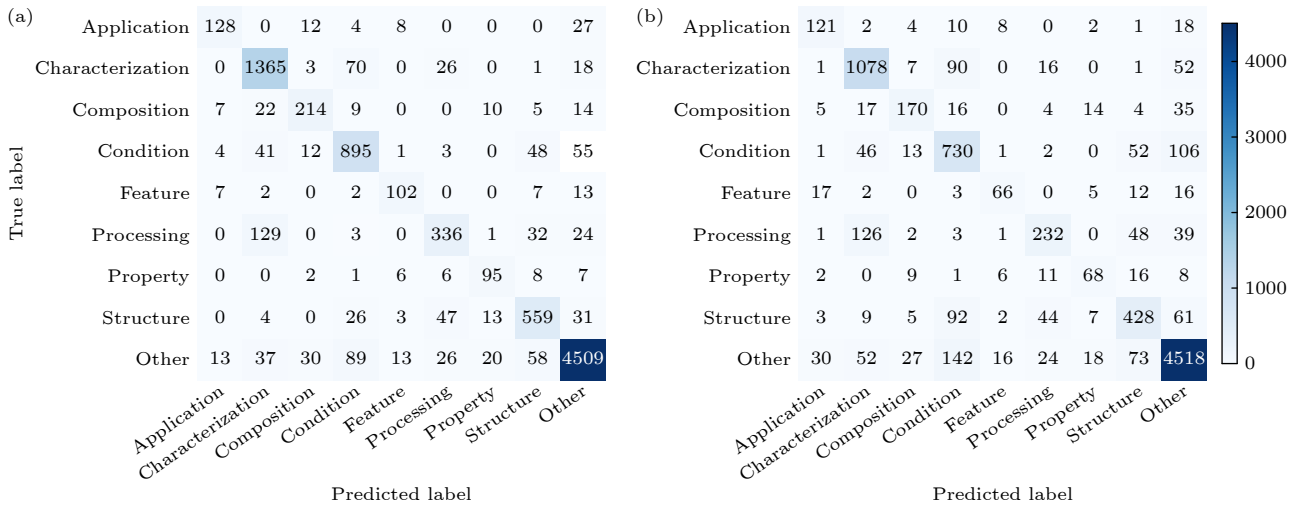 (a)
True label
Application 128 0 12 4 8 0 0 0 27
Characterization 0 1365 3 70 0 26 0 1 18
Composition 7 22 214 9 0 0 10 5 14
Condition 4 41 12 895 1 3 0 48 55
Feature 7 2 0 2 102 0 0 7 13
Processing 0 129 0 3 0 336 1 32 24
Property 0 0 2 1 6 6 95 8 7
Structure 0 4 0 26 3 47 13 559 31
Other 13 37 30 89 13 26 20 58 4509
Application Characterization Composition Condition Feature Processing Property Structure Other
Predicted label
(b)
Application 121 2 4 10 8 0 2 1 18
Characterization 1 1078 7 90 0 16 0 1 52
Composition 5 17 170 16 0 4 14 4 35
Condition 1 46 13 730 1 2 0 52 106
Feature 17 2 0 3 66 0 5 12 16
Processing 1 126 2 3 1 232 0 48 39
Property 2 0 9 1 6 11 68 16 8
Structure 3 9 5 92 2 44 7 428 61
Other 30 52 27 142 16 24 18 73 4518
Application Characterization Composition Condition Feature Processing Property Structure Other
Predicted label
4000
3000
2000
1000
0